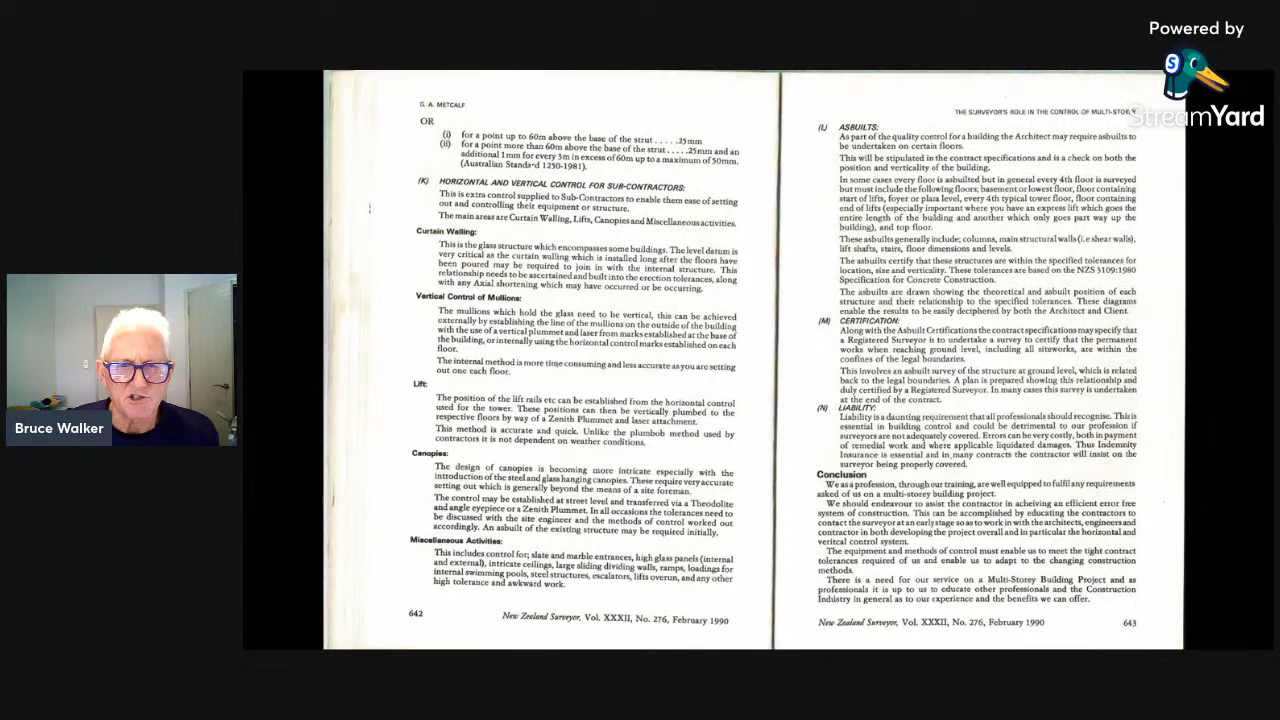 Powered by
StreamYard
Bruce Walker
G. A. METCALF
OR
(i) for a point up to 60m above the base of the strut . . . . . 25mm
(ii) for a point more than 60m above the base of the strut . . . . . 25mm and an
additional 1mm for every 3m in excess of 60m up to a maximum of 50mm.
(Australian Standard 1250-1981).
(K) HORIZONTAL AND VERTICAL CONTROL FOR SUB-CONTRACTORS:
This is extra control supplied to Sub-Contractors to enable them ease of setting
out and controlling their equipment or structure.
The main areas are Curtain Walling, Lifts, Canopies and Miscellaneous activities.
Curtain Walling:
This is the glass structure which encompasses some buildings. The level datum is
very critical as the curtain walling which is installed long after the floors have
been poured may be required to join in with the internal structure. This
relationship needs to be ascertained and built into the erection tolerances, along
with any Axial shortening which may have occurred or be occurring.
Vertical Control of Mullions:
The mullions which hold the glass need to be vertical, this can be achieved
externally by establishing the line of the mullions on the outside of the building
with the use of a vertical plummet and laser from marks established at the base of
the building, or internally using the horizontal control marks established on each
floor.
The internal method is more time consuming and less accurate as you are setting
out one each floor.
Lift:
The position of the lift rails etc can be established from the horizontal control
used for the tower. These positions can then be vertically plumbed to the
respective floors by way of a Zenith Plummet and laser attachment.
This method is accurate and quick. Unlike the plumbob method used by
contractors it is not dependent on weather conditions.
Canopies:
The design of canopies is becoming more intricate especially with the
introduction of the steel and glass hanging canopies. These require very accurate
setting out which is generally beyond the means of a site foreman.
The control may be established at street level and transferred via a Theodolite
and angle eyepiece or a Zenith Plummet. In all occasions the tolerances need to
be discussed with the site engineer and the methods of control worked out
accordingly. An asbuilt of the existing structure may be required initially.
Miscellaneous Activities:
This includes control for; slate and marble entrances, high glass panels (internal
and external), intricate ceilings, large sliding dividing walls, ramps, loadings for
internal swimming pools, steel structures, escalators, lifts overun, and any other
high tolerance and awkward work.
642
New Zealand Surveyor, Vol. XXXII, No. 276, February 1990
THE SURVEYOR'S ROLE IN THE CONTROL OF MULTI-STOREY
(L) ASBUILTS:
As part of the quality control for a building the Architect may require asbuilts to
be undertaken on certain floors.
This will be stipulated in the contract specifications and is a check on both the
position and verticality of the building.
In some cases every floor is asbuilted but in general every 4th floor is surveyed
but must include the following floors; basement or lowest floor, floor containing
start of lifts, foyer or plaza level, every 4th typical tower floor, floor containing
end of lifts (especially important where you have an express lift which goes the
entire length of the building and another which only goes part way up the
building), and top floor.
These asbuilts generally include; columns, main structural walls (i.e shear walls),
lift shafts, stairs, floor dimensions and levels.
The asbuilts certify that these structures are within the specified tolerances for
location, size and verticality. These tolerances are based on the NZS 3109:1980
Specification for Concrete Construction.
The asbuilts are drawn showing the theoretical and asbuilt position of each
structure and their relationship to the specified tolerances. These diagrams
enable the results to be easily deciphered by both the Architect and Client.
(M) CERTIFICATION:
Along with the Asbuilt Certifications the contract specifications may specify that
a Registered Surveyor is to undertake a survey to certify that the permanent
works when reaching ground level, including all siteworks, are within the
confines of the legal boundaries.
This involves an asbuilt survey of the structure at ground level, which is related
back to the legal boundaries. A plan is prepared showing this relationship and
duly certified by a Registered Surveyor. In many cases this survey is undertaken
at the end of the contract.
(N) LIABILITY:
Liability is a daunting requirement that all professionals should recognise. This is
essential in building control and could be detrimental to our profession if
surveyors are not adequately covered. Errors can be very costly, both in payment
of remedial work and where applicable liquidated damages. Thus Indemnity
Insurance is essential and in many contracts the contractor will insist on the
surveyor being properly covered.
Conclusion
We as a profession, through our training, are well equipped to fulfil any requirements
asked of us on a multi-storey building project.
We should endeavour to assist the contractor in acheiving an efficient error free
system of construction. This can be accomplished by educating the contractors to
contact the surveyor at an early stage so as to work in with the architects, engineers and
contractor in both developing the project overall and in particular the horizontal and
veritcal control system.
The equipment and methods of control must enable us to meet the tight contract
tolerances required of us and enable us to adapt to the changing construction
methods.
There is a need for our service on a Multi-Storey Building Project and as
professionals it is up to us to educate other professionals and the Construction
Industry in general as to our experience and the benefits we can offer.
New Zealand Surveyor, Vol. XXXII, No. 276, February 1990
643